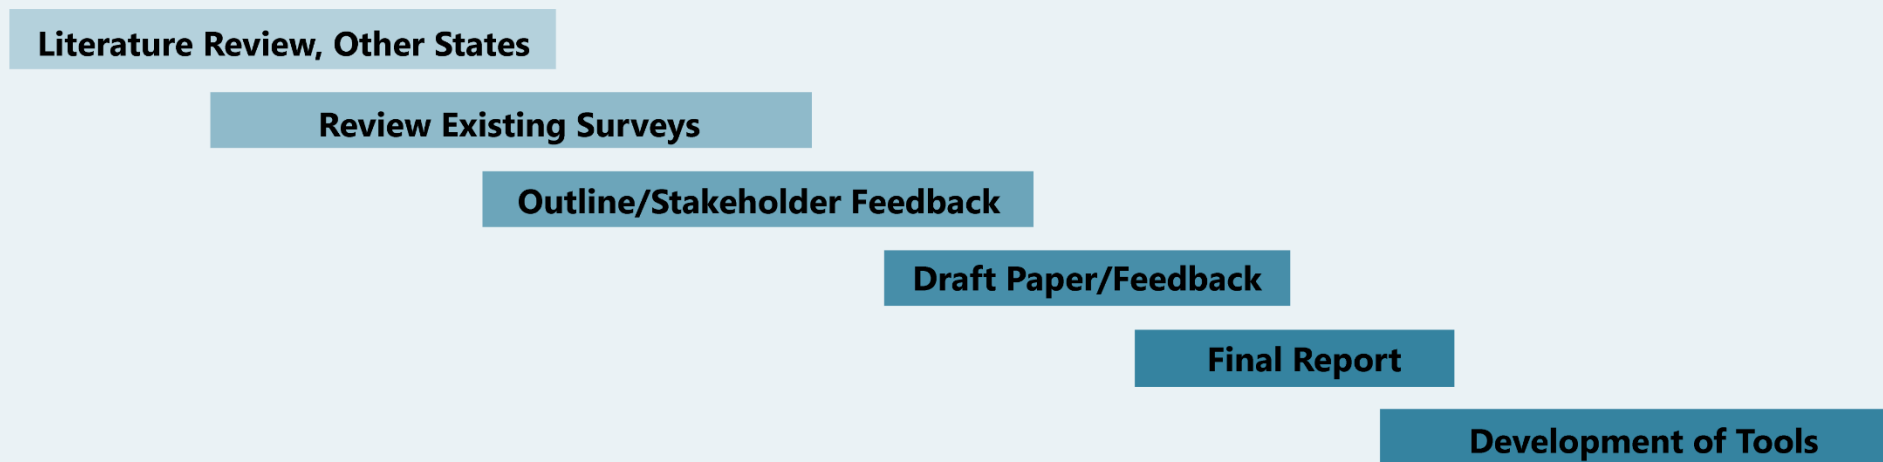 Literature Review, Other States
Review Existing Surveys
Outline/Stakeholder Feedback
Draft Paper/Feedback
Final Report
Development of Tools